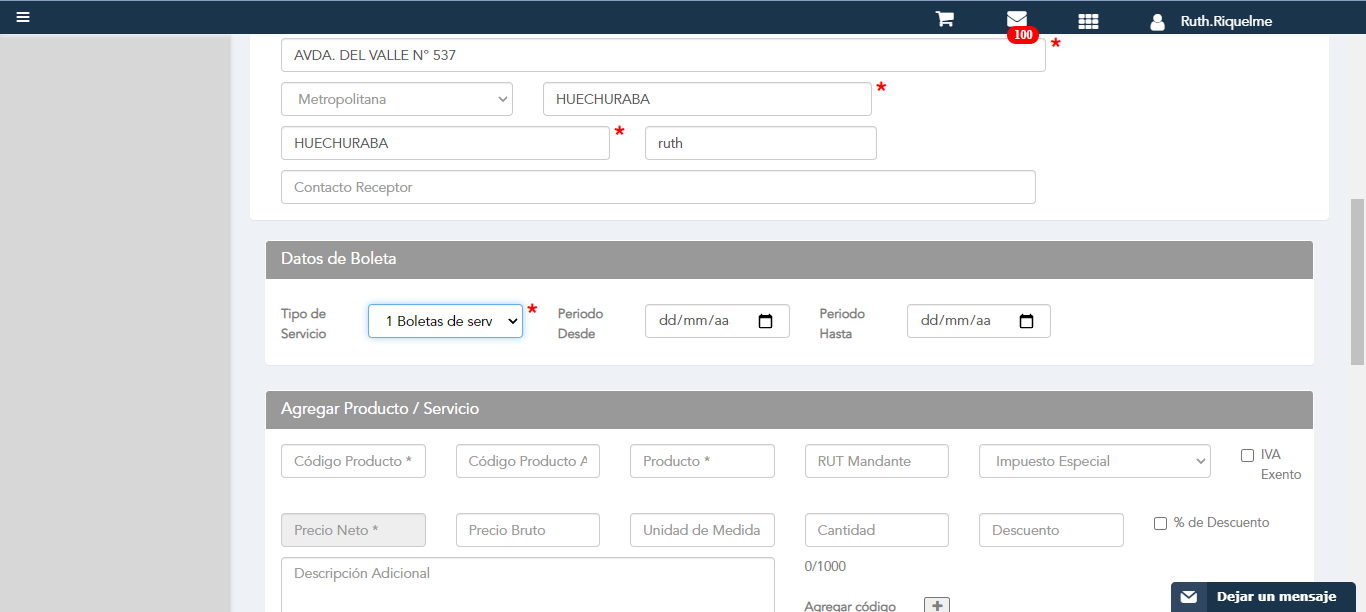 Ruth.Riquelme
100
AVDA. DEL VALLE N° 537 *
Metropolitana HUECHURABA *
HUECHURABA * ruth
Contacto Receptor
Datos de Boleta
Tipo de Servicio 1 Boletas de serv * Periodo Desde dd/mm/aa Periodo Hasta dd/mm/aa
Agregar Producto / Servicio
Código Producto * Código Producto A Producto * RUT Mandante Impuesto Especial IVA Exento
Precio Neto * Precio Bruto Unidad de Medida Cantidad Descuento % de Descuento
Descripción Adicional 0/1000
Agregar código +
Dejar un mensaje